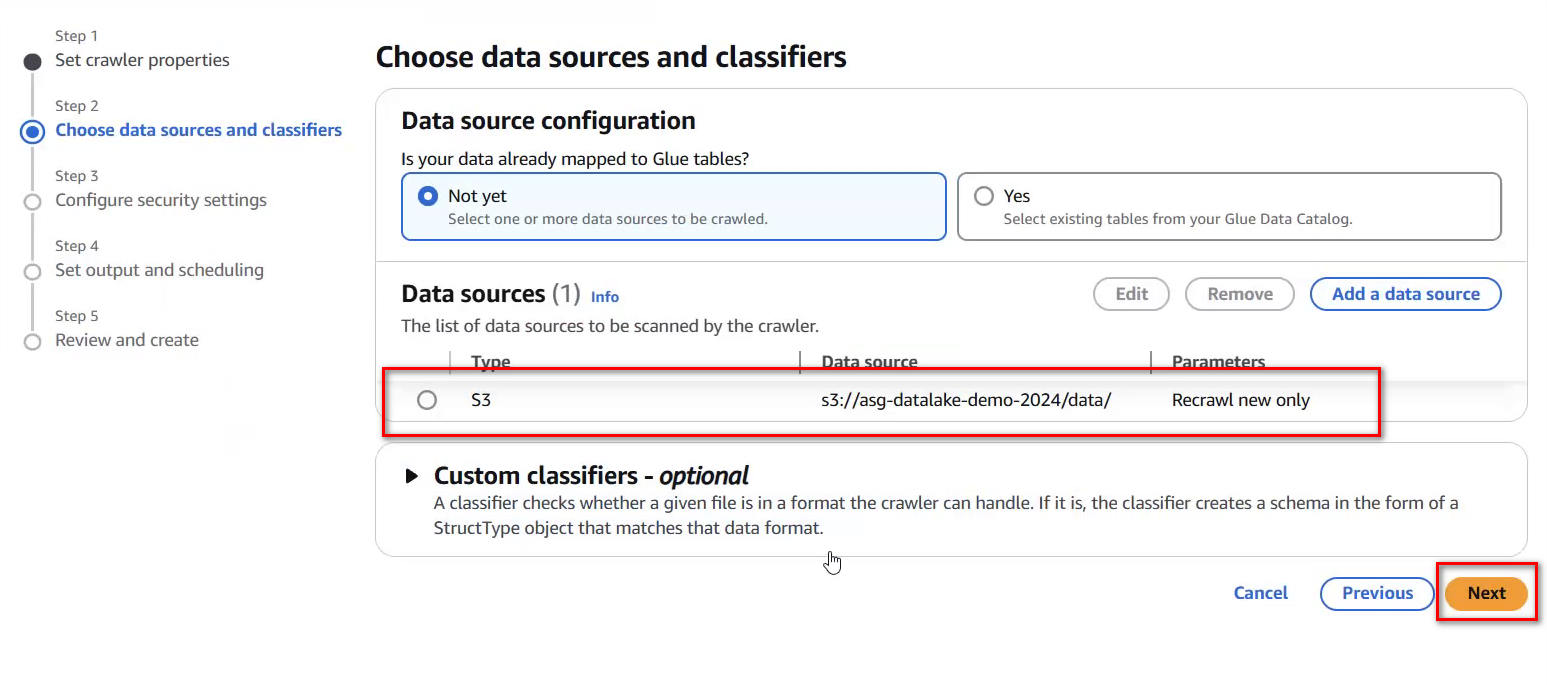 Step 1
Set crawler properties
Step 2
Choose data sources and classifiers
Step 3
Configure security settings
Step 4
Set output and scheduling
Step 5
Review and create
Choose data sources and classifiers
Data source configuration
Is your data already mapped to Glue tables?
Not yet
Select one or more data sources to be crawled.
Yes
Select existing tables from your Glue Data Catalog.
Data sources (1) Info
Edit
Remove
Add a data source
The list of data sources to be scanned by the crawler.
Type Data source Parameters
S3 s3://asg-datalake-demo-2024/data/ Recrawl new only
Custom classifiers - optional
A classifier checks whether a given file is in a format the crawler can handle. If it is, the classifier creates a schema in the form of a
StructType object that matches that data format.
Cancel Previous Next